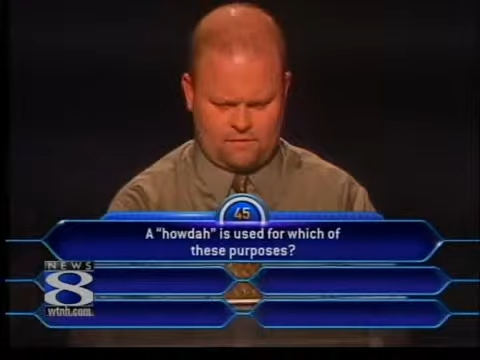 45
A "howdah" is used for which of
these purposes?
NEWS
8
wtnh.com